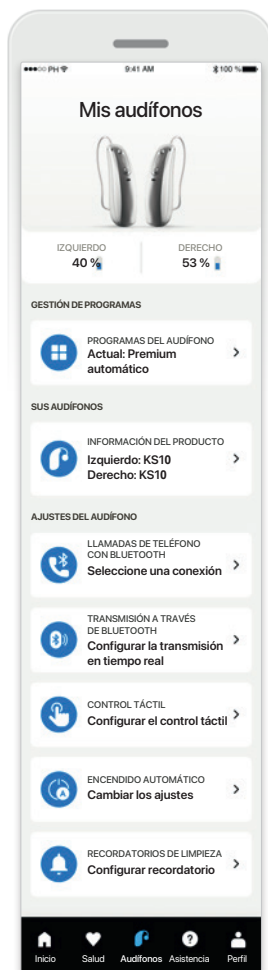 PH
9:41 AM
100 %
Mis audífonos
IZQUIERDO
40 %
DERECHO
53 %
GESTIÓN DE PROGRAMAS
PROGRAMAS DEL AUDÍFONO
Actual: Premium
automático
SUS AUDÍFONOS
INFORMACIÓN DEL PRODUCTO
Izquierdo: KS10
Derecho: KS10
AJUSTES DEL AUDÍFONO
LLAMADAS DE TELÉFONO
CON BLUETOOTH
Seleccione una conexión
TRANSMISIÓN A TRAVÉS
DE BLUETOOTH
Configurar la transmisión
en tiempo real
CONTROL TÁCTIL
Configurar el control táctil
ENCENDIDO AUTOMÁTICO
Cambiar los ajustes
RECORDATORIOS DE LIMPIEZA
Configurar recordatorio
Inicio
Salud
Audífonos
Asistencia
Perfil